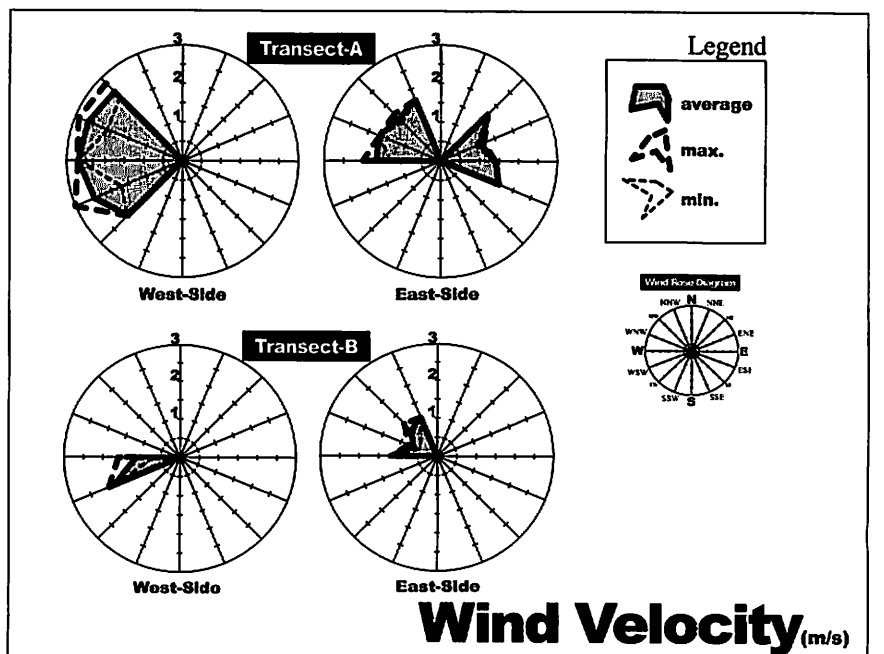 Transect-A
Legend
3
2
1
3
2
1
average
max.
min.
West-Side
East-Side
Wind Rose Diagram
NNW N NNE
WNW ENE
W E
WSW ESE
SSW S SSE
Transect-B
3
2
1
3
2
1
West-Side
East-Side
Wind Velocity (m/s)